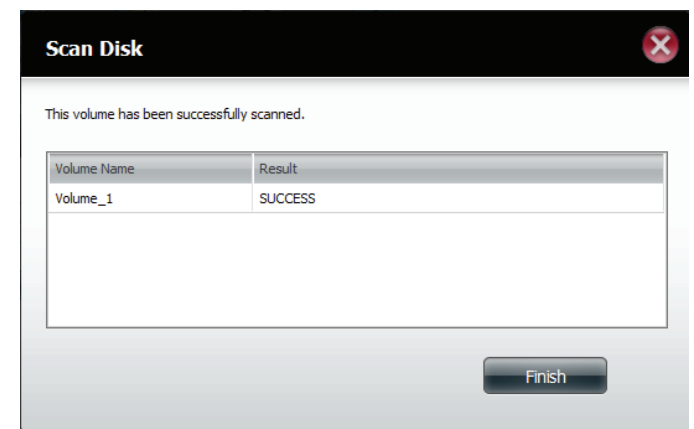 Scan Disk
This volume has been successfully scanned.
Volume Name Result
Volume_1 SUCCESS
Finish